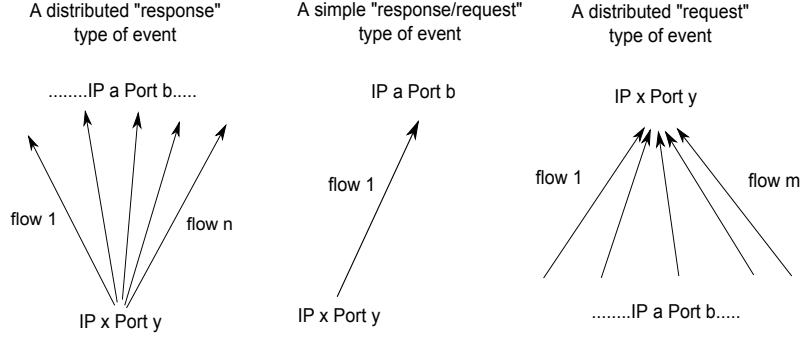 A distributed "response"
type of event
........IP a Port b.....
flow 1
flow n
IP x Port y
A simple "response/request"
type of event
IP a Port b
flow 1
IP x Port y
A distributed "request"
type of event
IP x Port y
flow 1
flow m
........IP a Port b.....